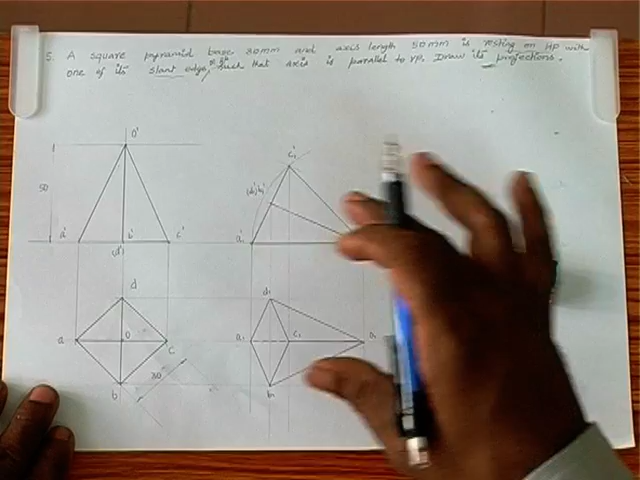 5. A square pyramid base 30mm and axis length 50mm is resting on HP with
one of its slant edge, such that axis is parallel to VP. Draw its projections.
o'
c₁'
50
(d₁') b₁'
a' b' c' a₁'
(d')
d d₁
a o c a₁ c₁ o₁
30
b b₁